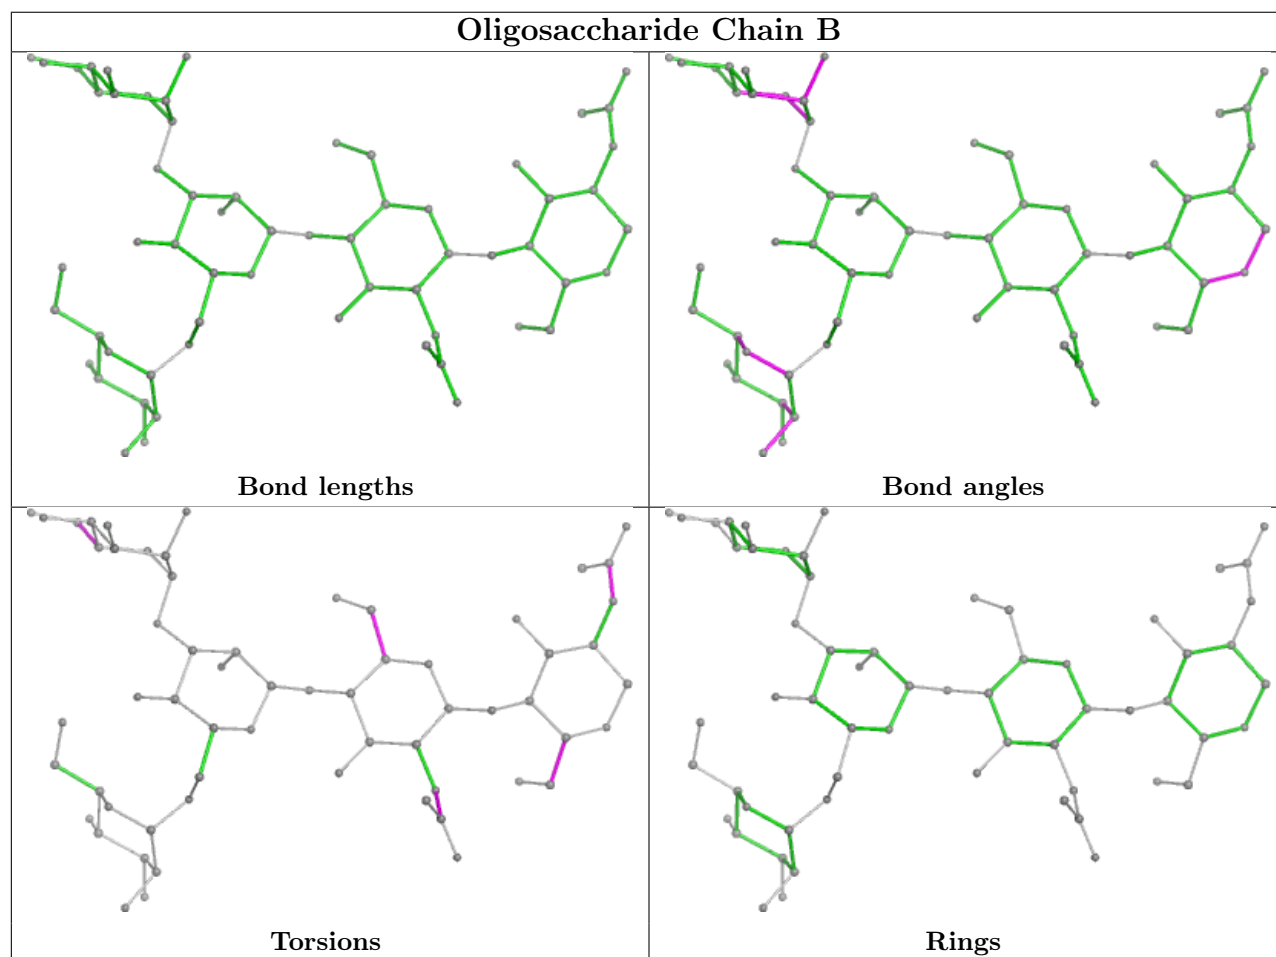 Oligosaccharide Chain B
Bond lengths
Bond angles
Torsions
Rings